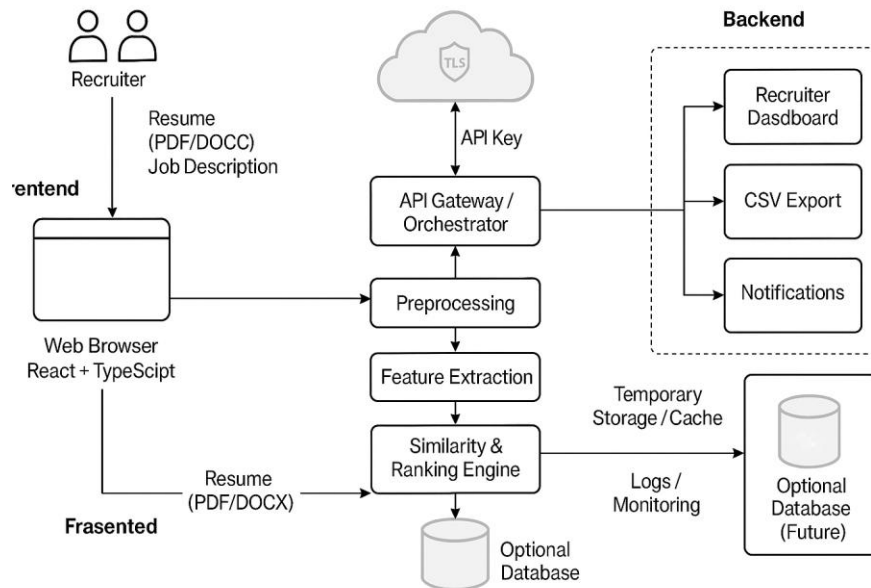 Recruiter
Resume
(PDF/DOCC)
Job Description
rentend
Web Browser
React + TypeScipt
Resume
(PDF/DOCX)
Frasented
TLS
API Key
API Gateway /
Orchestrator
Preprocessing
Feature Extraction
Similarity &
Ranking Engine
Optional
Database
Backend
Recruiter
Dasdboard
CSV Export
Notifications
Temporary
Storage / Cache
Logs /
Monitoring
Optional
Database
(Future)